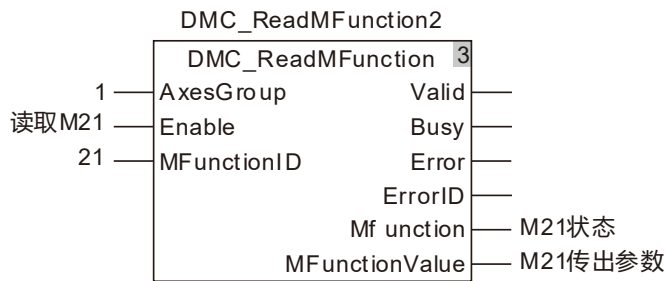 DMC_ReadMFunction2
DMC_ReadMFunction 3
1 AxesGroup Valid
读取M21 Enable Busy
21 MFunctionID Error
ErrorID
Mf unction M21状态
MFunctionValue M21传出参数